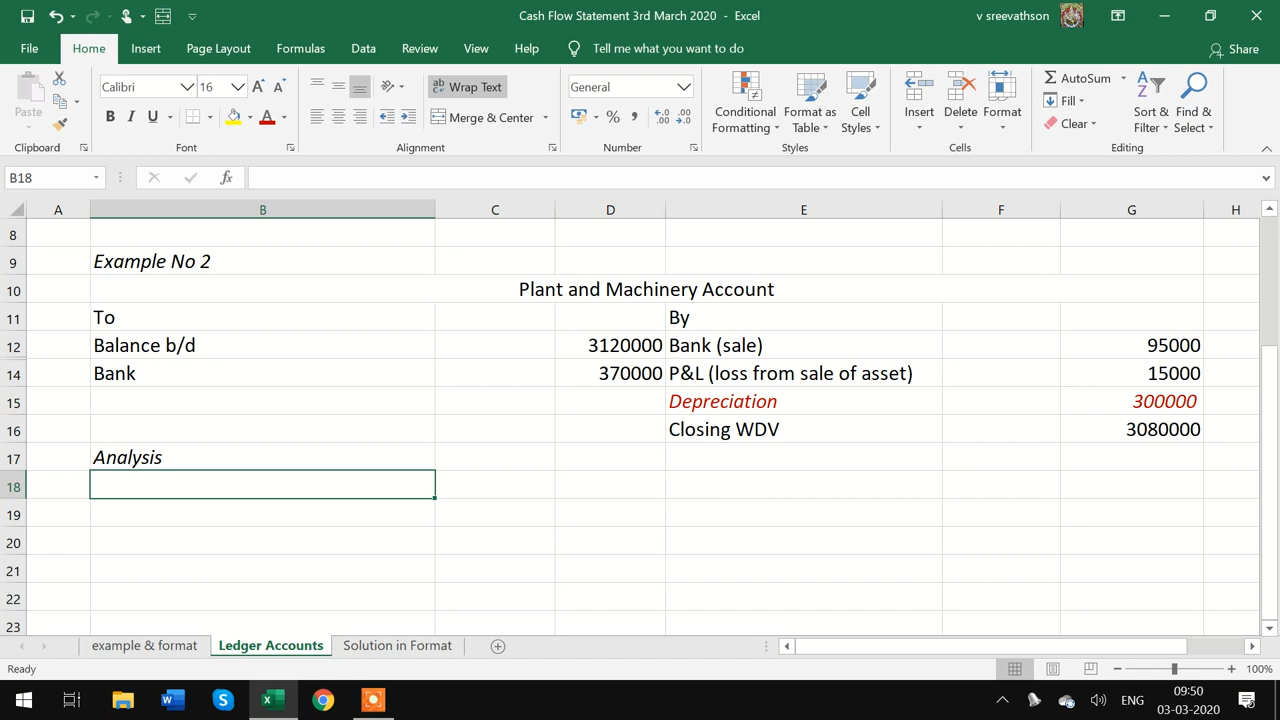 Cash Flow Statement 3rd March 2020 - Excel
v sreevathson
File Home Insert Page Layout Formulas Data Review View Help Tell me what you want to do Share
Paste
Calibri 16 A A
B I U A
ab Wrap Text
Merge & Center
General
% , .0 .00 .00 .0
Conditional Formatting
Format as Table
Cell Styles
Insert Delete Format
AutoSum
Fill
Clear
Sort & Filter
Find & Select
Clipboard Font Alignment Number Styles Cells Editing
B18 fx
A B C D E F G H
8
9 Example No 2
10 Plant and Machinery Account
11 To By
12 Balance b/d 3120000 Bank (sale) 95000
14 Bank 370000 P&L (loss from sale of asset) 15000
15 Depreciation 300000
16 Closing WDV 3080000
17 Analysis
18
19
20
21
22
23
example & format Ledger Accounts Solution in Format
Ready 100%
ENG 09:50
03-03-2020